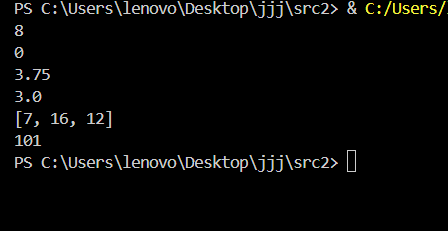 PS C:\Users\lenovo\Desktop\jjj\src2> & C:/Users/
8
0
3.75
3.0
[7, 16, 12]
101
PS C:\Users\lenovo\Desktop\jjj\src2>